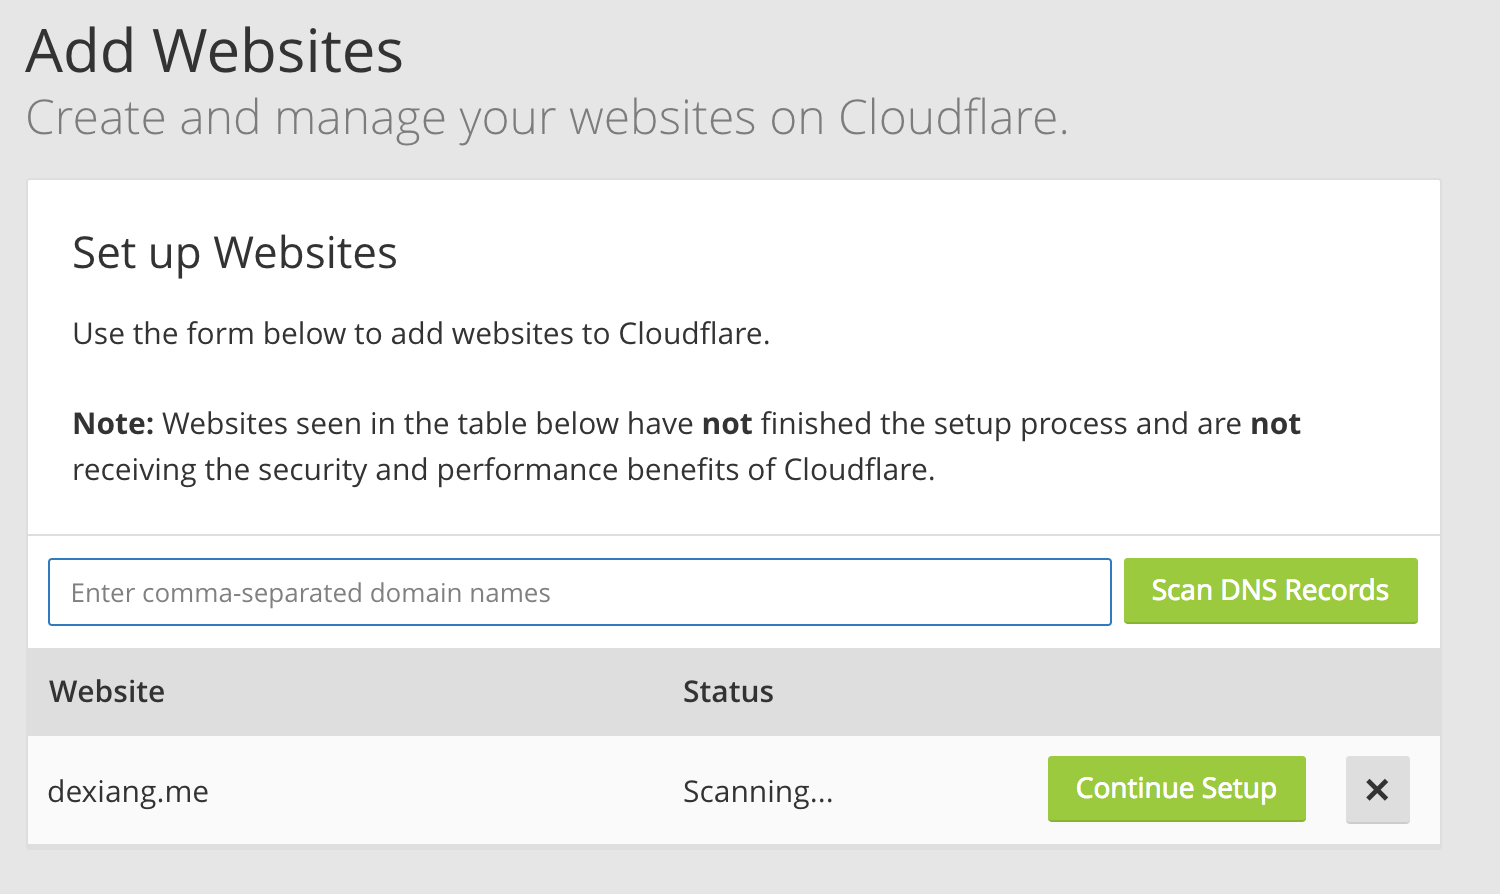 Add Websites
Create and manage your websites on Cloudflare.
Set up Websites
Use the form below to add websites to Cloudflare.
Note: Websites seen in the table below have not finished the setup process and are not
receiving the security and performance benefits of Cloudflare.
Enter comma-separated domain names
Scan DNS Records
Website Status
dexiang.me Scanning... Continue Setup ×